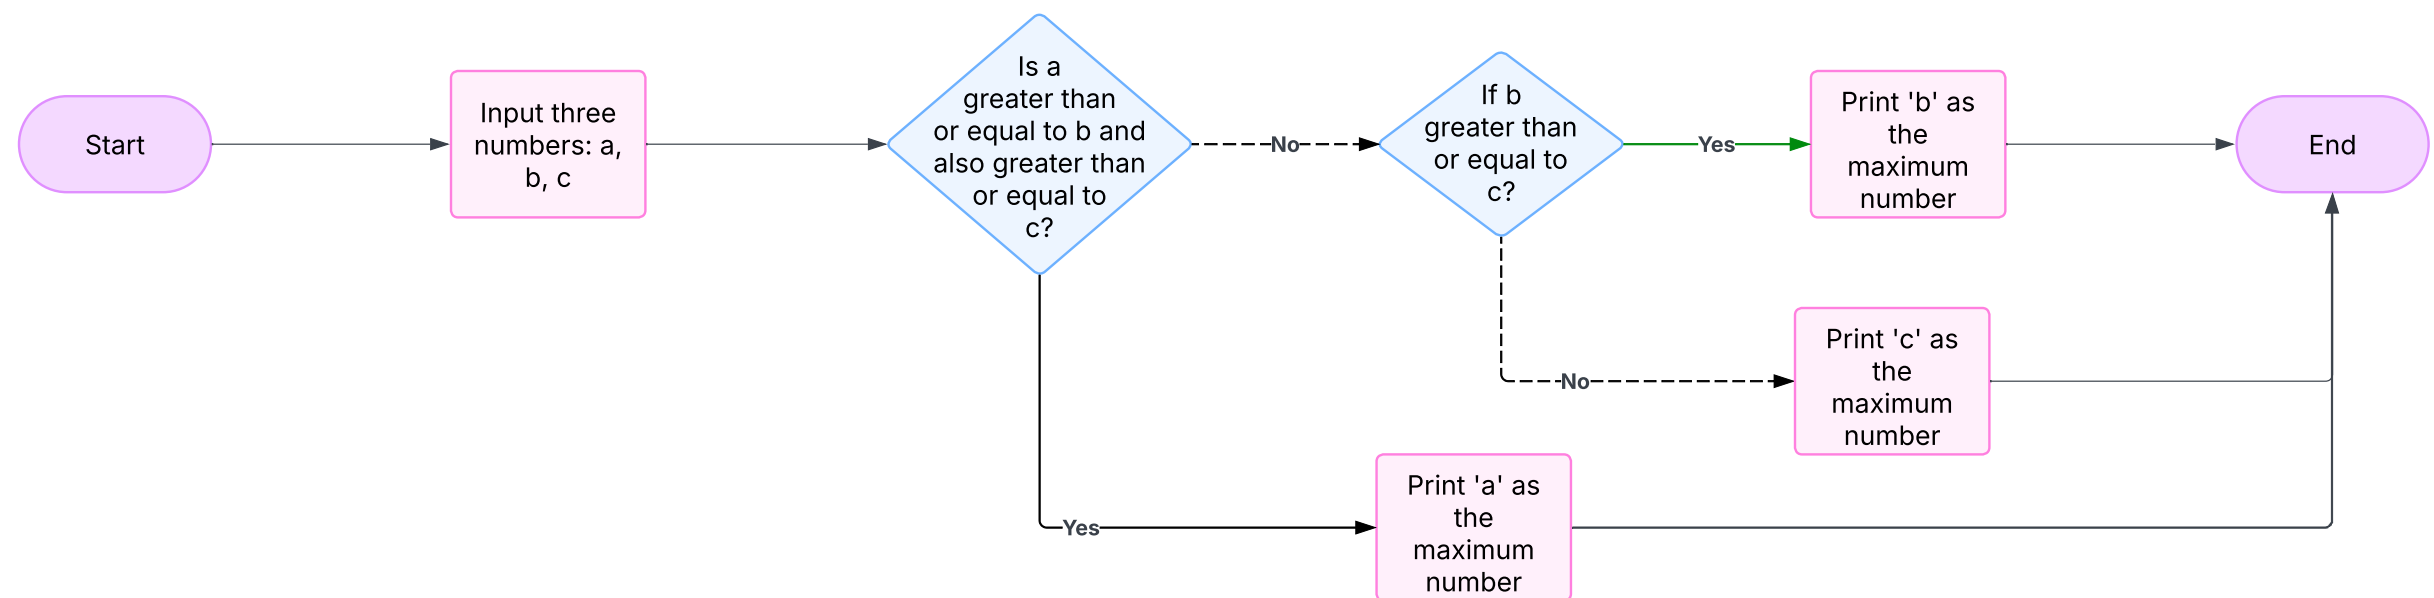 Start
Input three
numbers: a,
b, c
Is a
greater than
or equal to b and
also greater than
or equal to
c?
No
If b
greater than
or equal to
c?
Yes
Print 'b' as
the
maximum
number
End
No
Print 'c' as
the
maximum
number
Yes
Print 'a' as
the
maximum
number